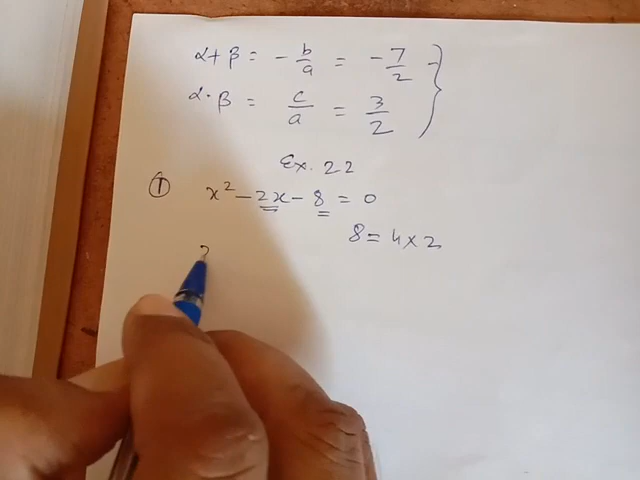 α+β = -b/a = -7/2
α·β = c/a = 3/2
Ex. 22
① x² - 2x - 8 = 0
8 = 4 × 2